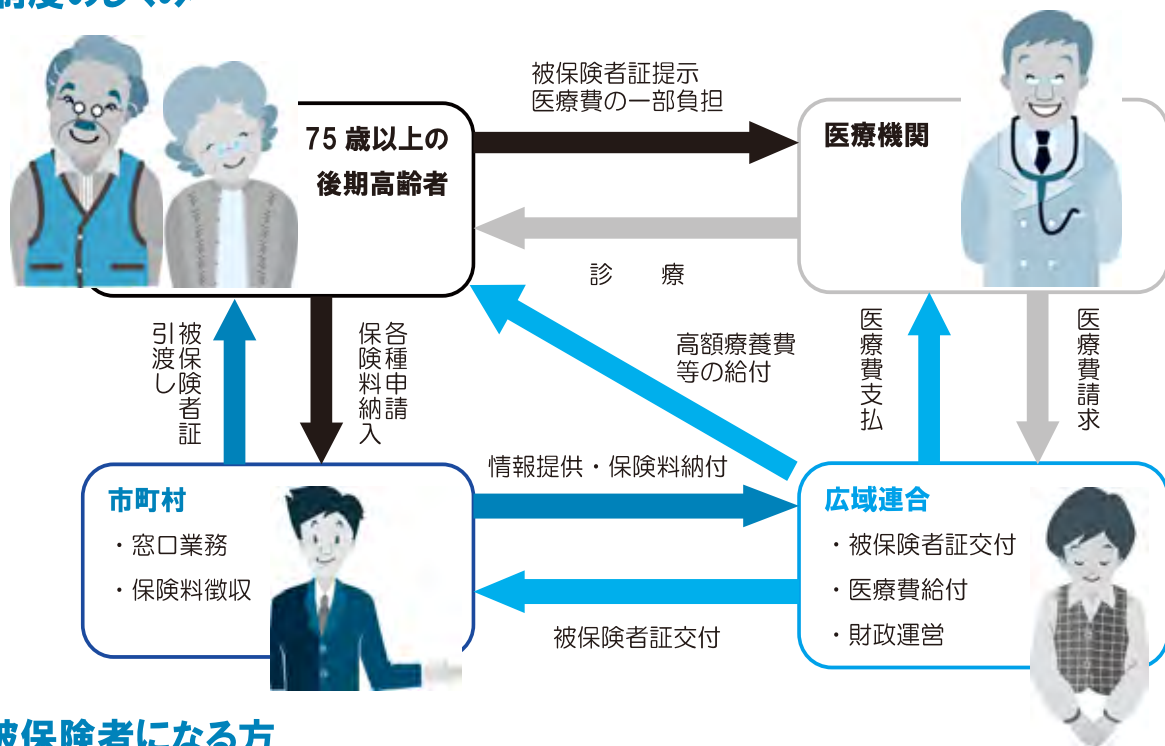 制度のしくみ
被保険者証提示
医療費の一部負担
75歳以上の
後期高齢者
医療機関
診　療
被保険者証
引渡し
各種申請
保険料納入
高額療養費
等の給付
医療費支払
医療費請求
情報提供・保険料納付
市町村
・窓口業務
・保険料徴収
広域連合
・被保険者証交付
・医療費給付
・財政運営
被保険者証交付
被保険者になる方